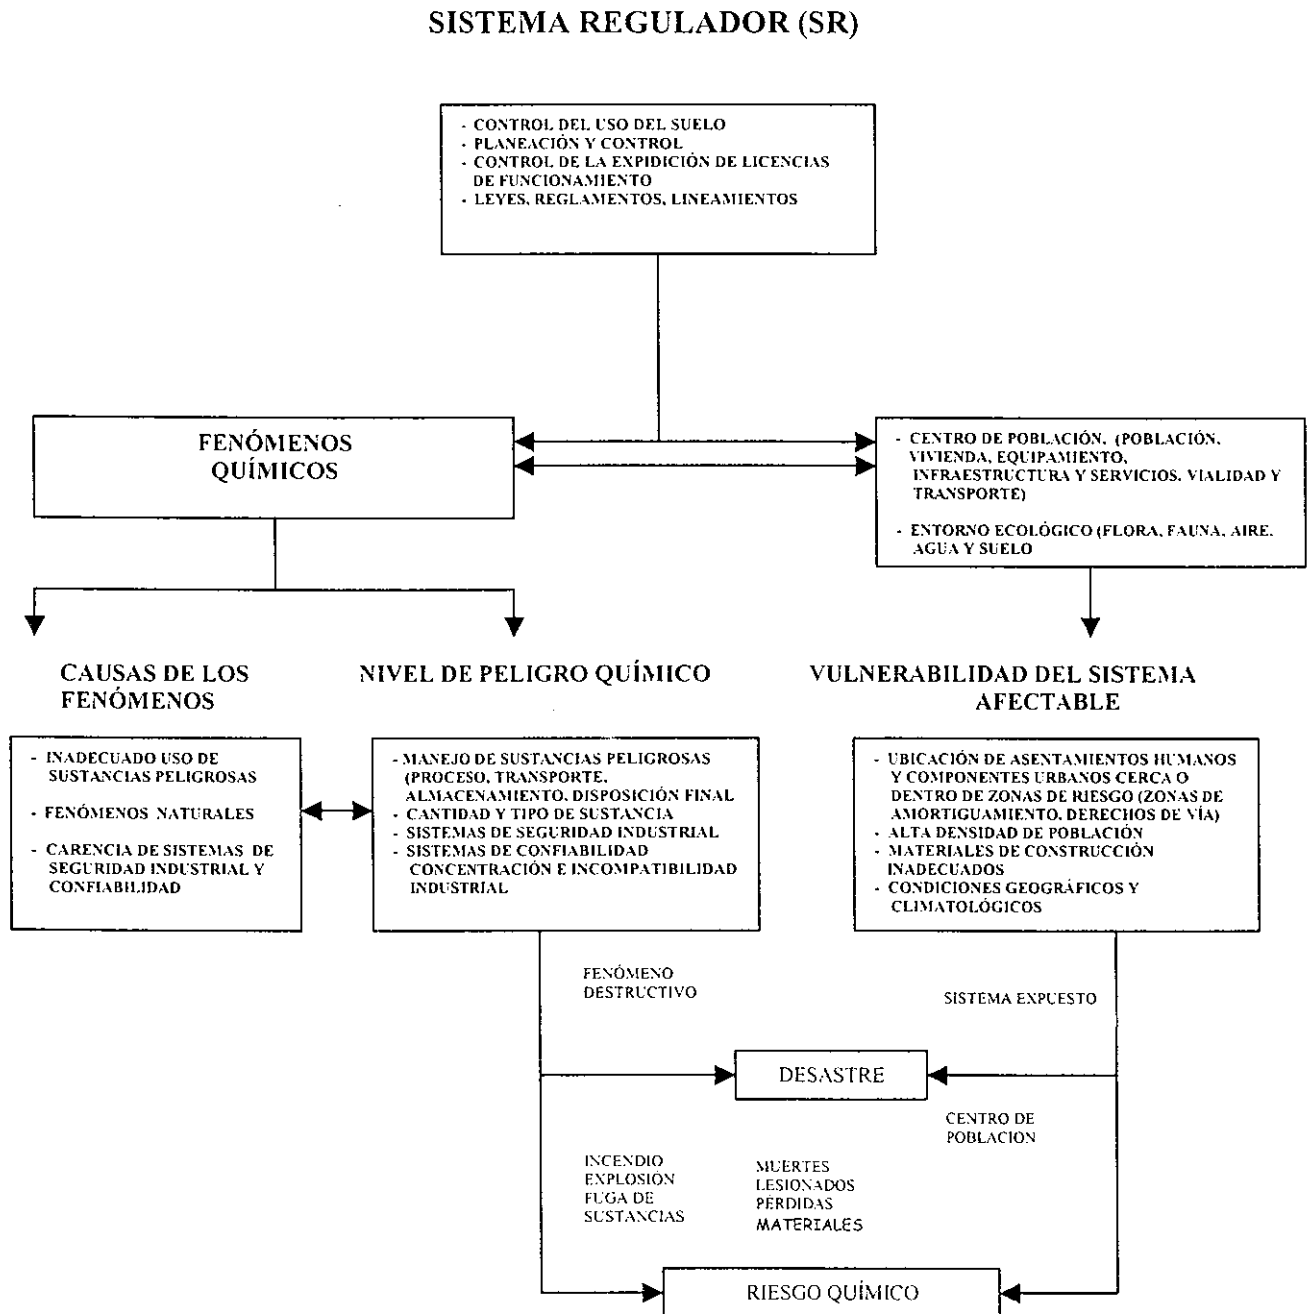 SISTEMA REGULADOR (SR)
- CONTROL DEL USO DEL SUELO
- PLANEACIÓN Y CONTROL
- CONTROL DE LA EXPIDICIÓN DE LICENCIAS
DE FUNCIONAMIENTO
- LEYES, REGLAMENTOS, LINEAMIENTOS
FENÓMENOS
QUÍMICOS
- CENTRO DE POBLACIÓN, (POBLACIÓN,
VIVIENDA, EQUIPAMIENTO,
INFRAESTRUCTURA Y SERVICIOS, VIALIDAD Y
TRANSPORTE)
- ENTORNO ECOLÓGICO (FLORA, FAUNA, AIRE,
AGUA Y SUELO
CAUSAS DE LOS
FENÓMENOS
- INADECUADO USO DE
SUSTANCIAS PELIGROSAS
- FENÓMENOS NATURALES
- CARENCIA DE SISTEMAS DE
SEGURIDAD INDUSTRIAL Y
CONFIABILIDAD
NIVEL DE PELIGRO QUÍMICO
- MANEJO DE SUSTANCIAS PELIGROSAS
(PROCESO, TRANSPORTE,
ALMACENAMIENTO, DISPOSICIÓN FINAL
- CANTIDAD Y TIPO DE SUSTANCIA
- SISTEMAS DE SEGURIDAD INDUSTRIAL
- SISTEMAS DE CONFIABILIDAD
CONCENTRACIÓN E INCOMPATIBILIDAD
INDUSTRIAL
VULNERABILIDAD DEL SISTEMA
AFECTABLE
- UBICACIÓN DE ASENTAMIENTOS HUMANOS
Y COMPONENTES URBANOS CERCA O
DENTRO DE ZONAS DE RIESGO (ZONAS DE
AMORTIGUAMIENTO, DERECHOS DE VÍA)
- ALTA DENSIDAD DE POBLACIÓN
- MATERIALES DE CONSTRUCCIÓN
INADECUADOS
- CONDICIONES GEOGRÁFICOS Y
CLIMATOLÓGICOS
FENÓMENO
DESTRUCTIVO
SISTEMA EXPUESTO
DESASTRE
CENTRO DE
POBLACION
INCENDIO
EXPLOSIÓN
FUGA DE
SUSTANCIAS
MUERTES
LESIONADOS
PÉRDIDAS
MATERIALES
RIESGO QUÍMICO